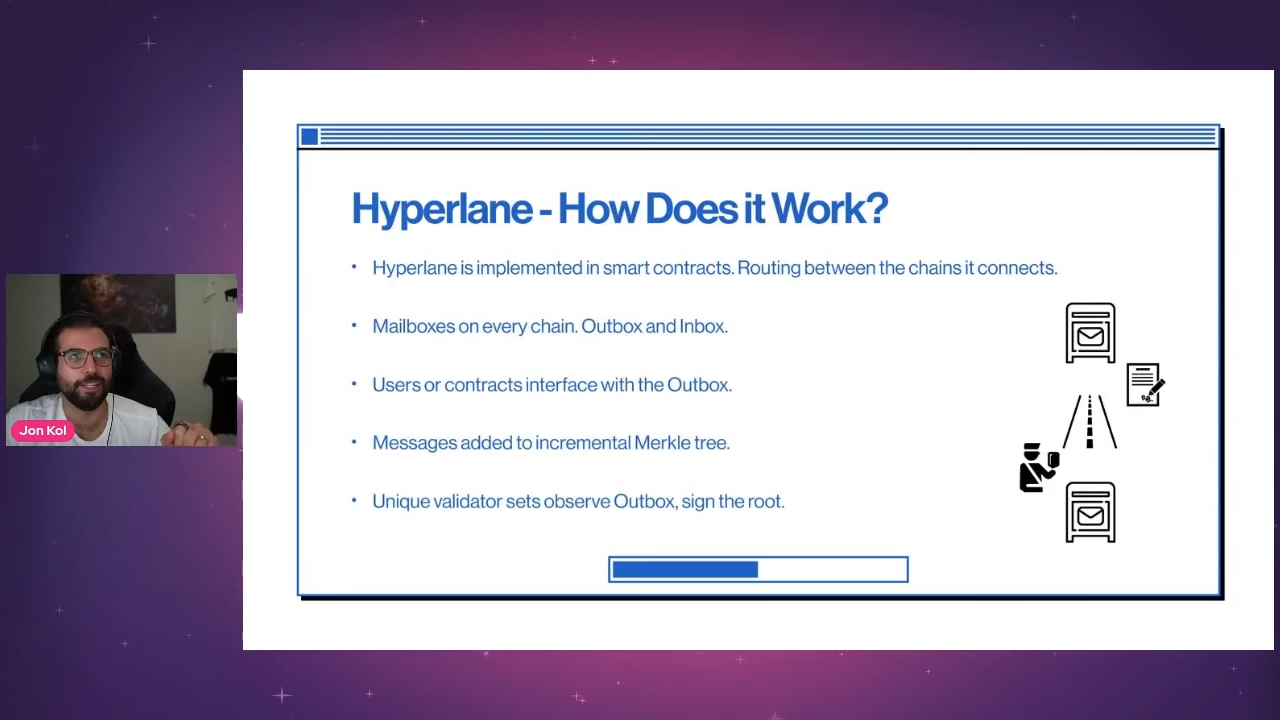 Hyperlane - How Does it Work?
• Hyperlane is implemented in smart contracts. Routing between the chains it connects.
• Mailboxes on every chain. Outbox and Inbox.
• Users or contracts interface with the Outbox.
• Messages added to incremental Merkle tree.
• Unique validator sets observe Outbox, sign the root.
Jon Kol